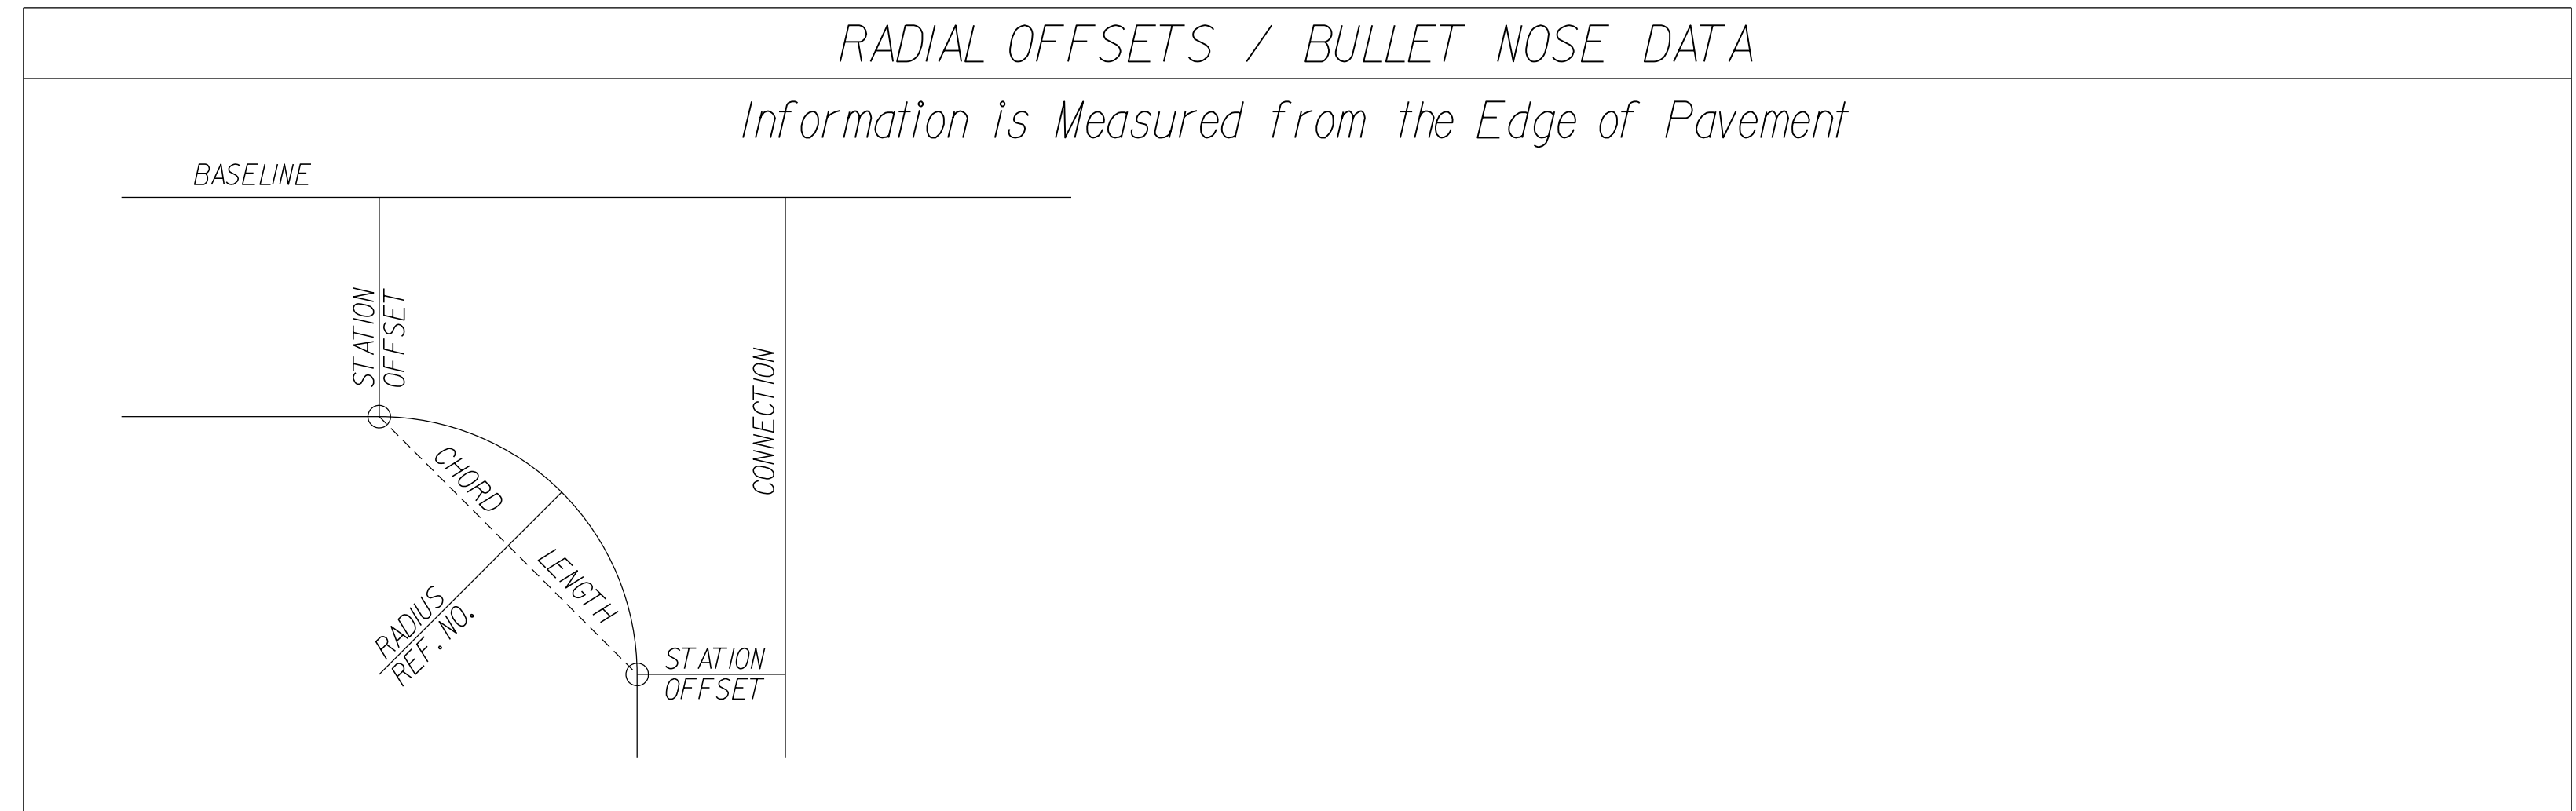 RADIAL OFFSETS / BULLET NOSE DATA
Information is Measured from the Edge of Pavement
BASELINE
STATION
OFFSET
CONNECTION
CHORD LENGTH
RADIUS
REF. NO.
STATION
OFFSET